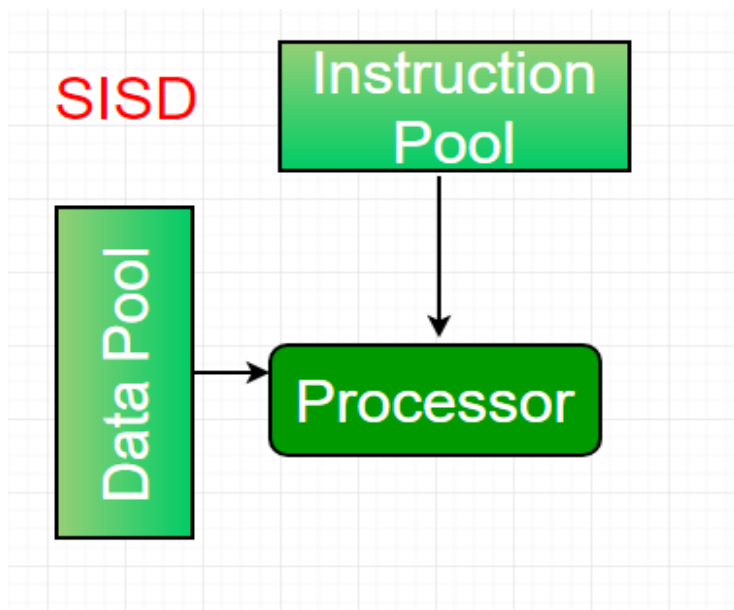 SISD
Instruction
Pool
Data Pool
Processor